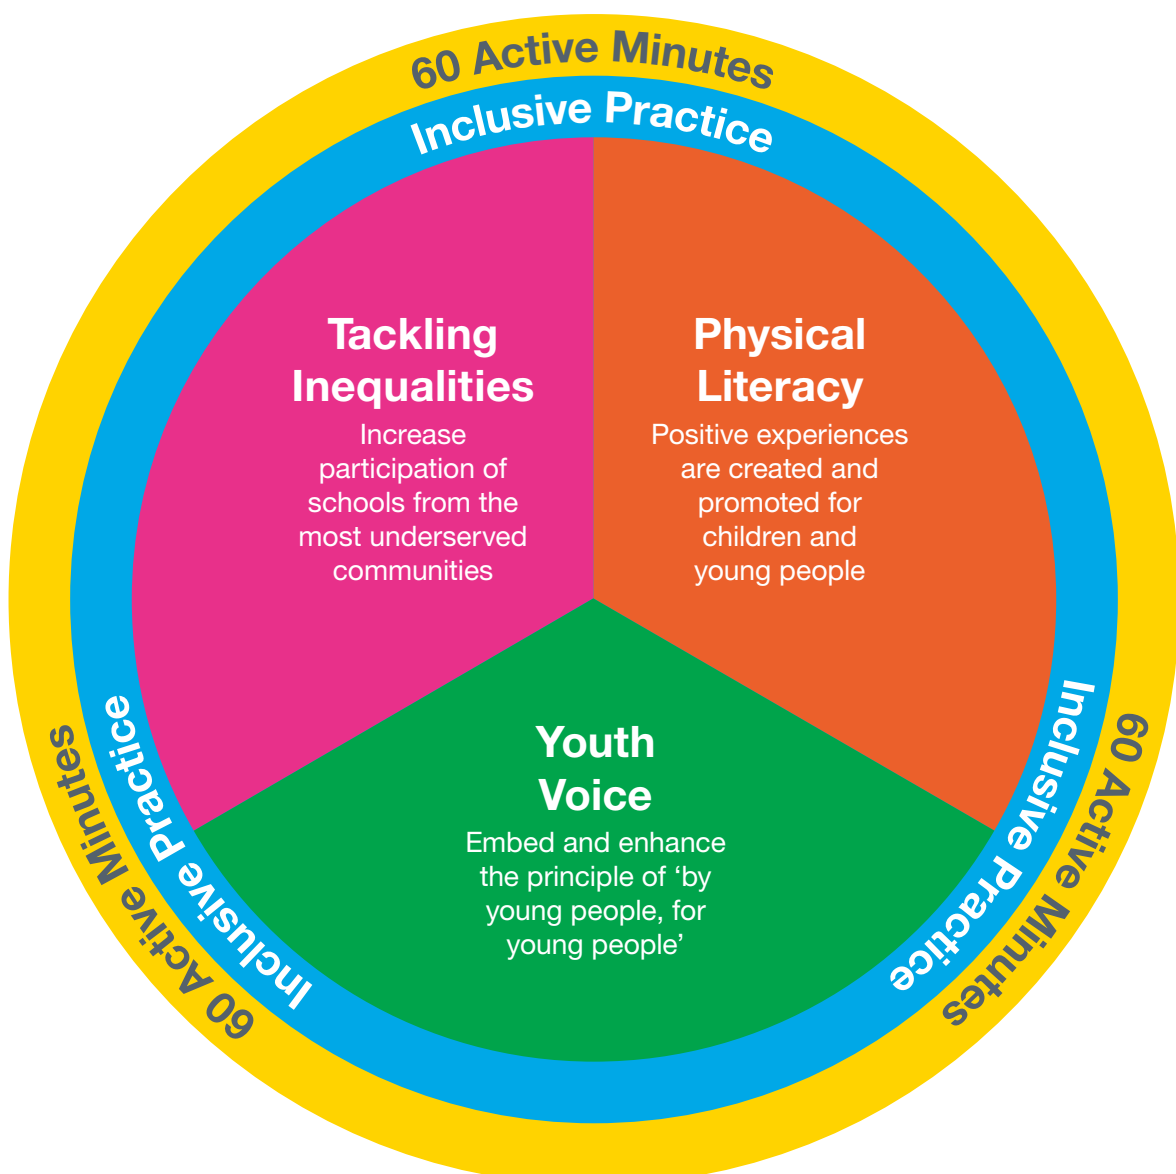 60 Active Minutes
Inclusive Practice
Tackling
Inequalities
Increase
participation of
schools from the
most underserved
communities
Physical
Literacy
Positive experiences
are created and
promoted for
children and
young people
Youth
Voice
Embed and enhance
the principle of ‘by
young people, for
young people’
Inclusive Practice
60 Active Minutes
Inclusive Practice
60 Active Minutes